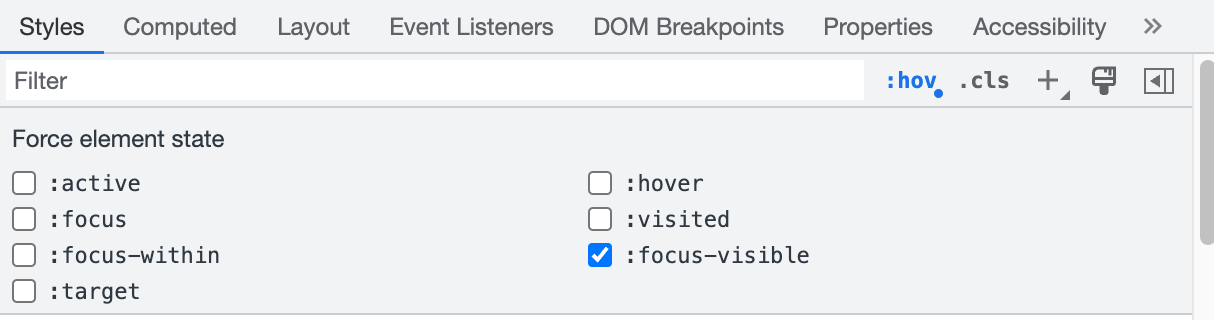 Styles Computed Layout Event Listeners DOM Breakpoints Properties Accessibility »
Filter :hov .cls +
Force element state
:active :hover
:focus :visited
:focus-within :focus-visible
:target